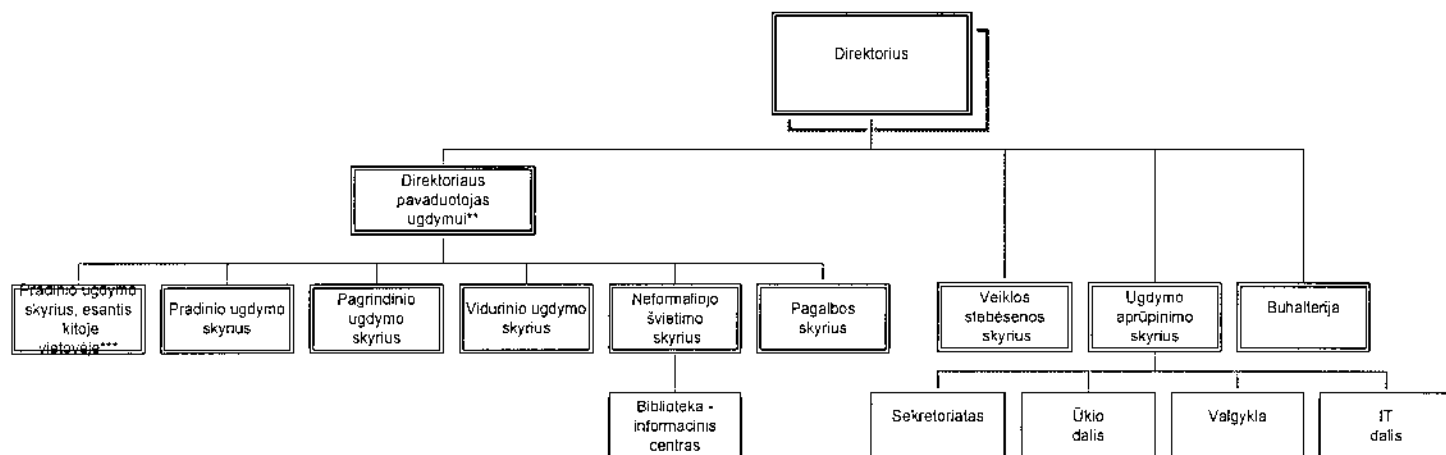 Direktorius
Direktoriaus
pavaduotojas
ugdymui**
Pradinio ugdymo
skyrius, esantis
kitoje
vietovėje***
Pradinio ugdymo
skyrius
Pagrindinio
ugdymo
skyrius
Vidurinio ugdymo
skyrius
Neformaliojo
švietimo
skyrius
Pagalbos
skyrius
Veiklos
stebėsenos
skyrius
Ugdymo
aprūpinimo
skyrius
Buhalterija
Biblioteka -
informacinis
centras
Sekretoriatas
Ūkio
dalis
Valgykla
IT
dalis